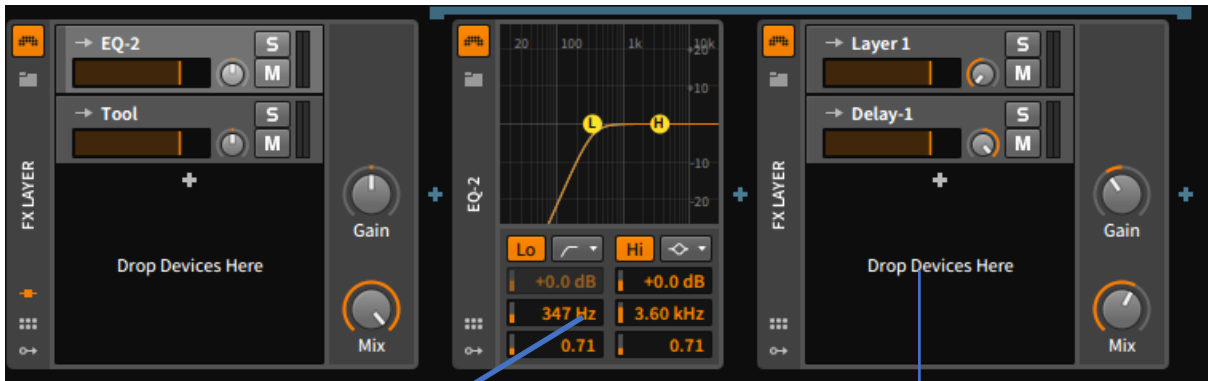 FX LAYER
EQ-2
S
M
Tool
S
M
Drop Devices Here
Gain
Mix
EQ-2
20 100 1k 10k
+20
+10
-10
-20
L
H
Lo
Hi
+0.0 dB
+0.0 dB
347 Hz
3.60 kHz
0.71
0.71
FX LAYER
Layer 1
S
M
Delay-1
S
M
Drop Devices Here
Gain
Mix